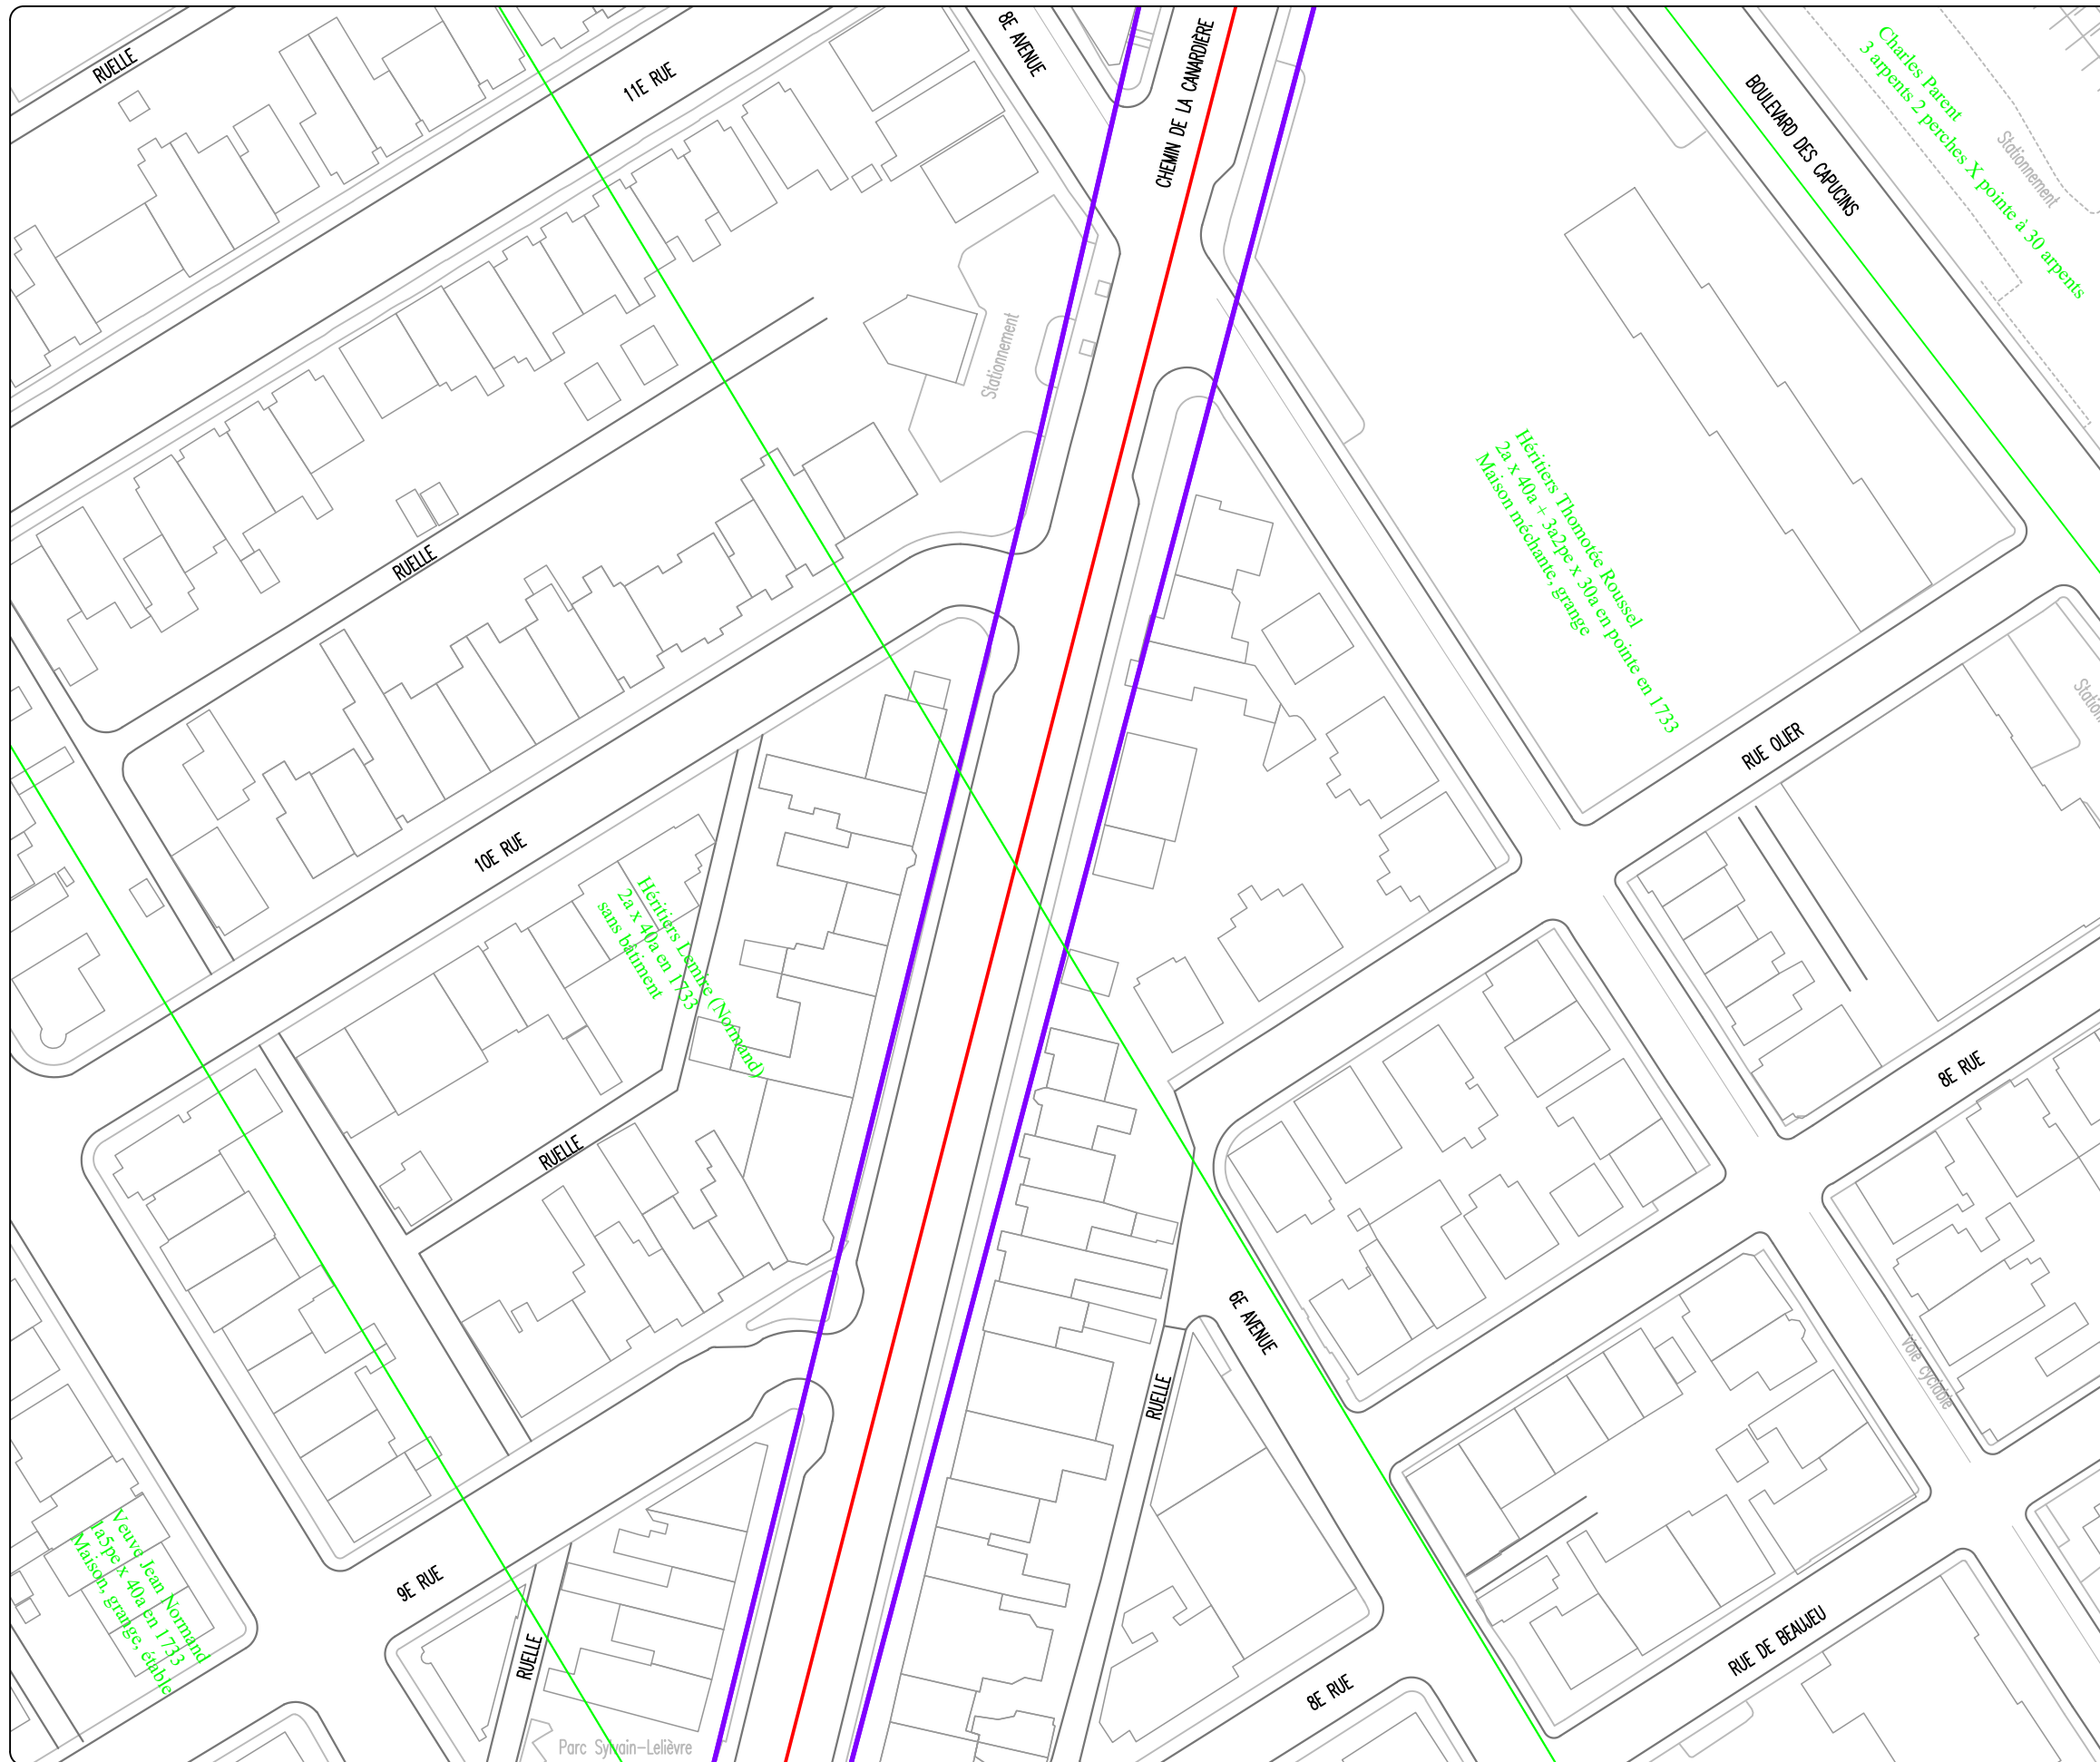 RUELLE
11E RUE
8E AVENUE
CHEMIN DE LA CANARDIÈRE
BOULEVARD DES CAPUCINS
Charles Parent
3 arpents 2 perches X pointe à 30 arpents
Stationnement
Stationnement
Héritiers Thomotée Roussel
2a x 40a + 3a2pe x 30a en pointe en 1733
Maison méchante, grange
RUELLE
RUE OLIER
10E RUE
Héritiers Lemire (Normand)
2a x 40a en 1733
sans bâtiment
8E RUE
RUELLE
6E AVENUE
RUELLE
Voie cyclable
Veuve Jean Normand
1a5pe x 40a en 1733
Maison, grange, étable
9E RUE
RUELLE
8E RUE
RUE DE BEAUJEU
Parc Sylvain-Lelièvre